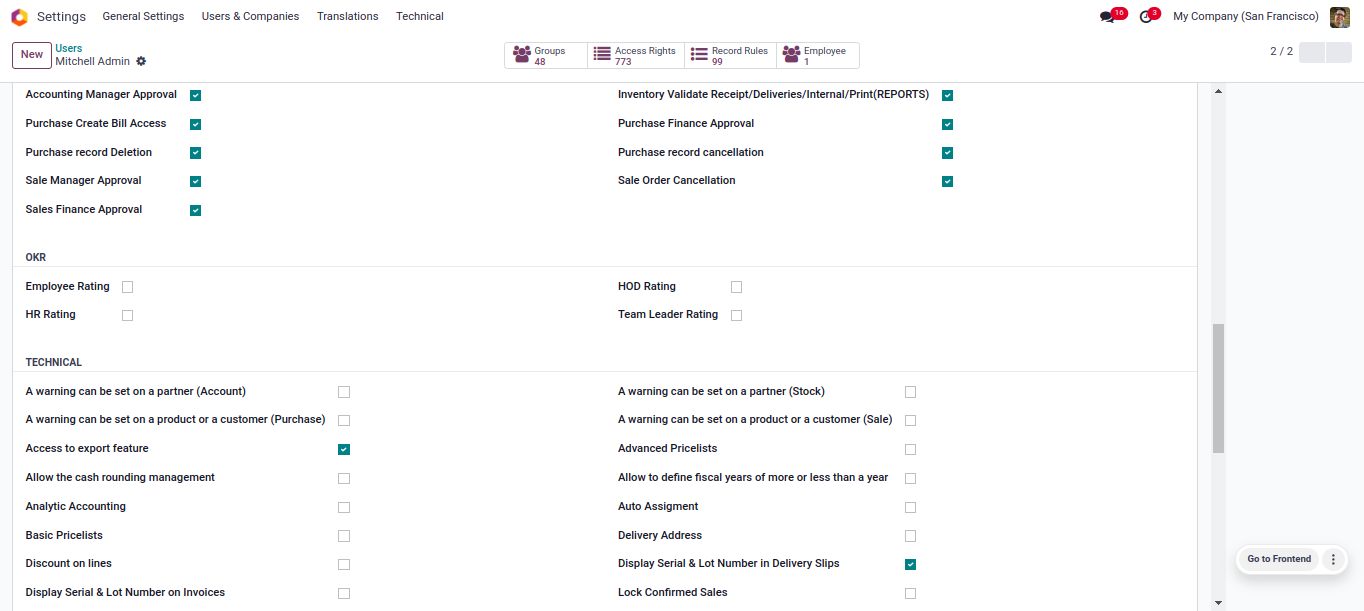 Settings General Settings Users & Companies Translations Technical 16 3 My Company (San Francisco)
New Users Mitchell Admin Groups 48 Access Rights 773 Record Rules 99 Employee 1 2 / 2
Accounting Manager Approval Inventory Validate Receipt/Deliveries/Internal/Print(REPORTS)
Purchase Create Bill Access Purchase Finance Approval
Purchase record Deletion Purchase record cancellation
Sale Manager Approval Sale Order Cancellation
Sales Finance Approval
OKR
Employee Rating HOD Rating
HR Rating Team Leader Rating
TECHNICAL
A warning can be set on a partner (Account) A warning can be set on a partner (Stock)
A warning can be set on a product or a customer (Purchase) A warning can be set on a product or a customer (Sale)
Access to export feature Advanced Pricelists
Allow the cash rounding management Allow to define fiscal years of more or less than a year
Analytic Accounting Auto Assigment
Basic Pricelists Delivery Address
Discount on lines Display Serial & Lot Number in Delivery Slips
Go to Frontend
Display Serial & Lot Number on Invoices Lock Confirmed Sales